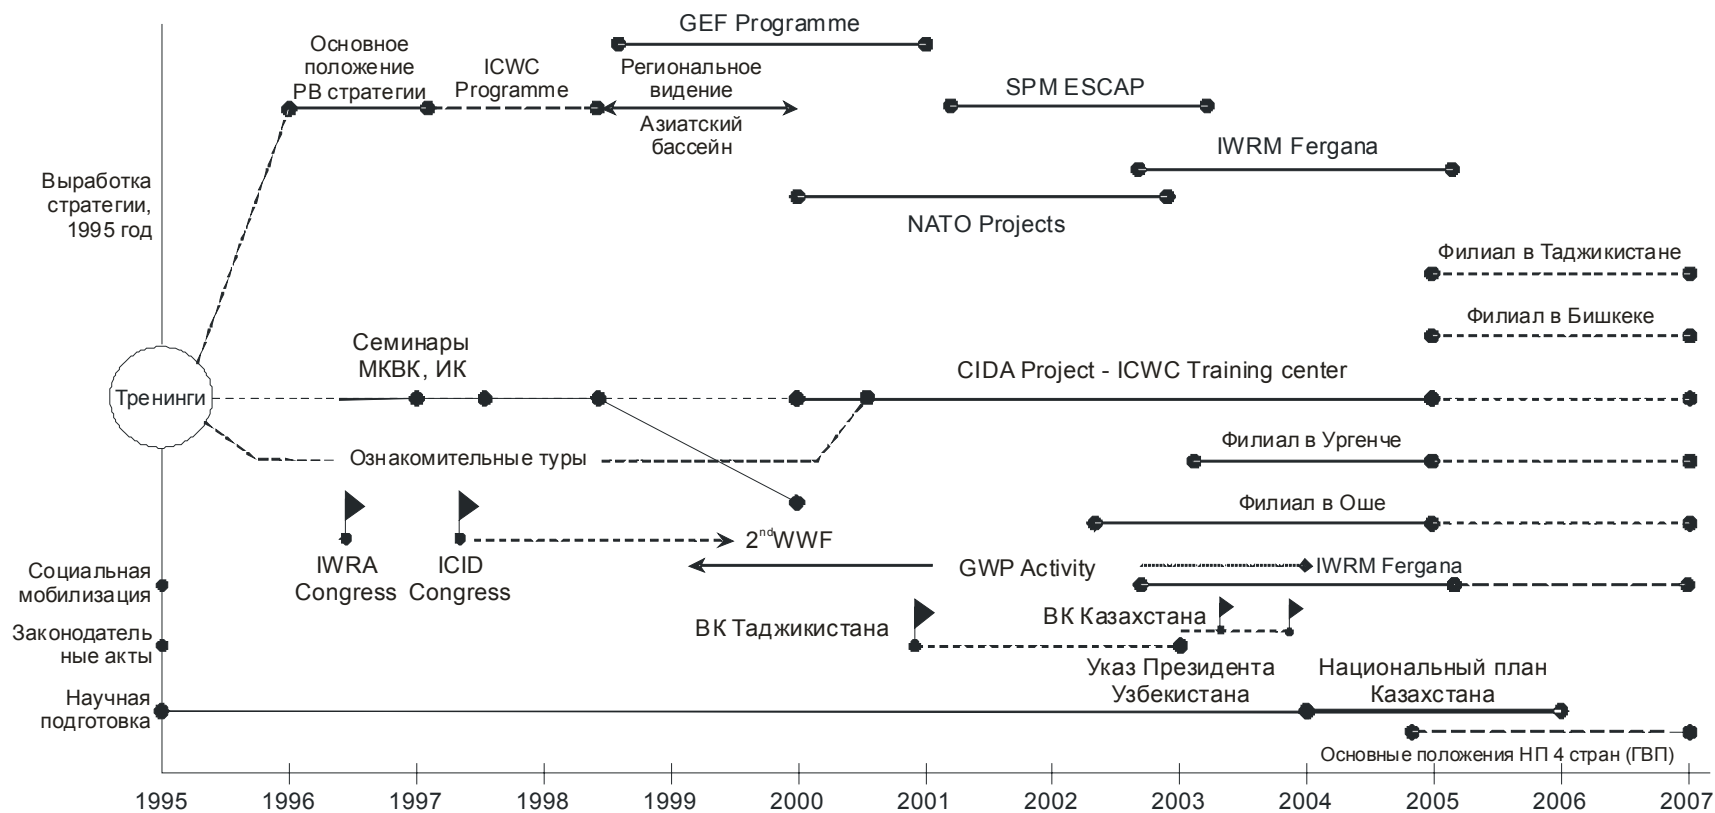 GEF Programme
Основное
положение
РВ стратегии
ICWC
Programme
Региональное
видение
Азиатский
бассейн
SPM ESCAP
IWRM Fergana
NATO Projects
Выработка
стратегии,
1995 год
Филиал в Таджикистане
Филиал в Бишкеке
Семинары
МКВК, ИК
CIDA Project - ICWC Training center
Тренинги
Филиал в Ургенче
Ознакомительные туры
Филиал в Оше
2nd WWF
IWRA
Congress
ICID
Congress
GWP Activity
IWRM Fergana
Социальная
мобилизация
ВК Таджикистана
ВК Казахстана
Законодатель
ные акты
Указ Президента
Узбекистана
Национальный план
Казахстана
Научная
подготовка
Основные положения НП 4 стран (ГВП)
1995 1996 1997 1998 1999 2000 2001 2002 2003 2004 2005 2006 2007